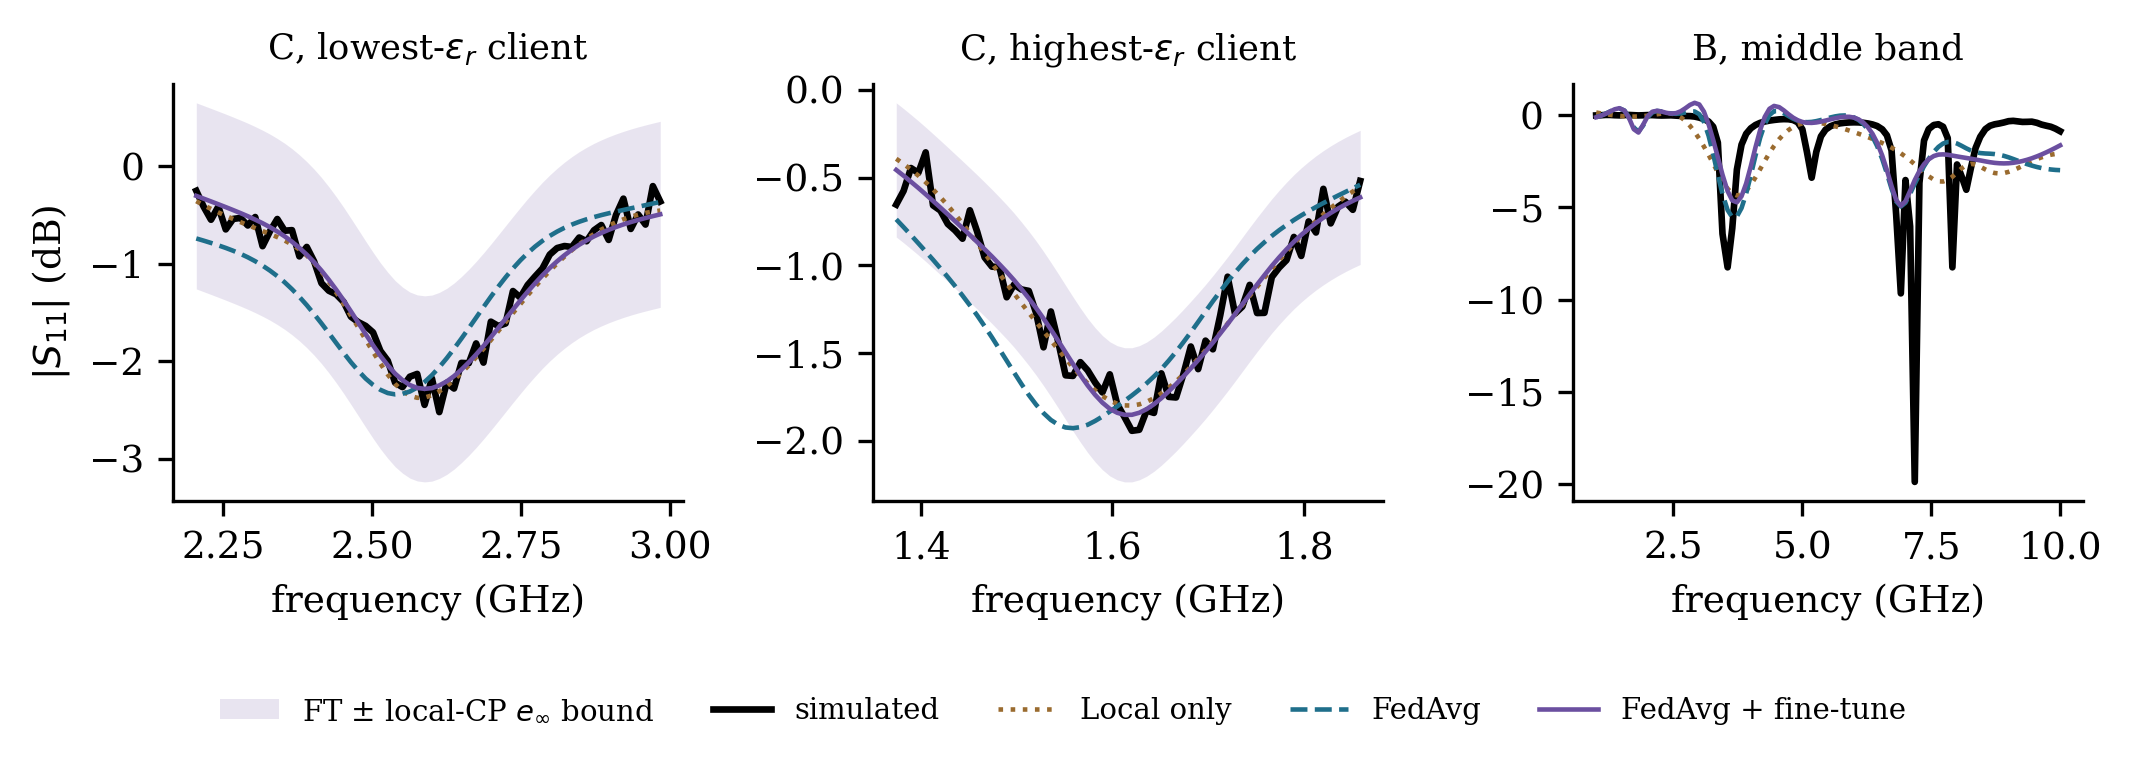 C, lowest-εr client
C, highest-εr client
B, middle band
|S11| (dB)
0
−1
−2
−3
2.25 2.50 2.75 3.00
frequency (GHz)
0.0
−0.5
−1.0
−1.5
−2.0
1.4 1.6 1.8
frequency (GHz)
0
−5
−10
−15
−20
2.5 5.0 7.5 10.0
frequency (GHz)
FT ± local-CP e∞ bound simulated Local only FedAvg FedAvg + fine-tune